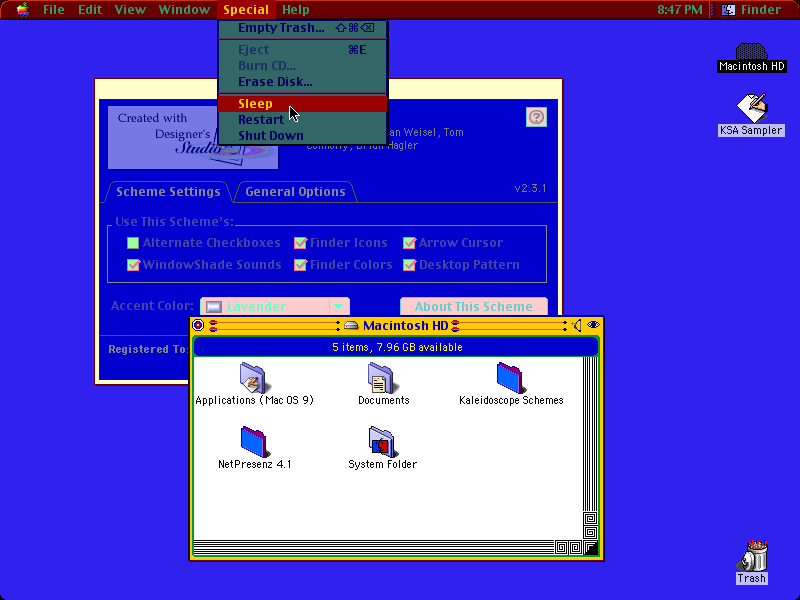 File Edit View Window Special Help 8:47 PM Finder
Empty Trash... ⇧⌘⌫
Eject ⌘E
Burn CD...
Erase Disk...
Sleep
Restart
Shut Down
Macintosh HD
KSA Sampler
Created with
Designer's
Studio
an Weisel, Tom
Connolly, Brian Hagler
v2.3.1
Scheme Settings General Options
Use This Scheme's:
Alternate Checkboxes Finder Icons Arrow Cursor
WindowShade Sounds Finder Colors Desktop Pattern
Accent Color: Lavender About This Scheme
Registered To:
Macintosh HD
5 items, 7.96 GB available
Applications (Mac OS 9) Documents Kaleidoscope Schemes
NetPresenz 4.1 System Folder
Trash